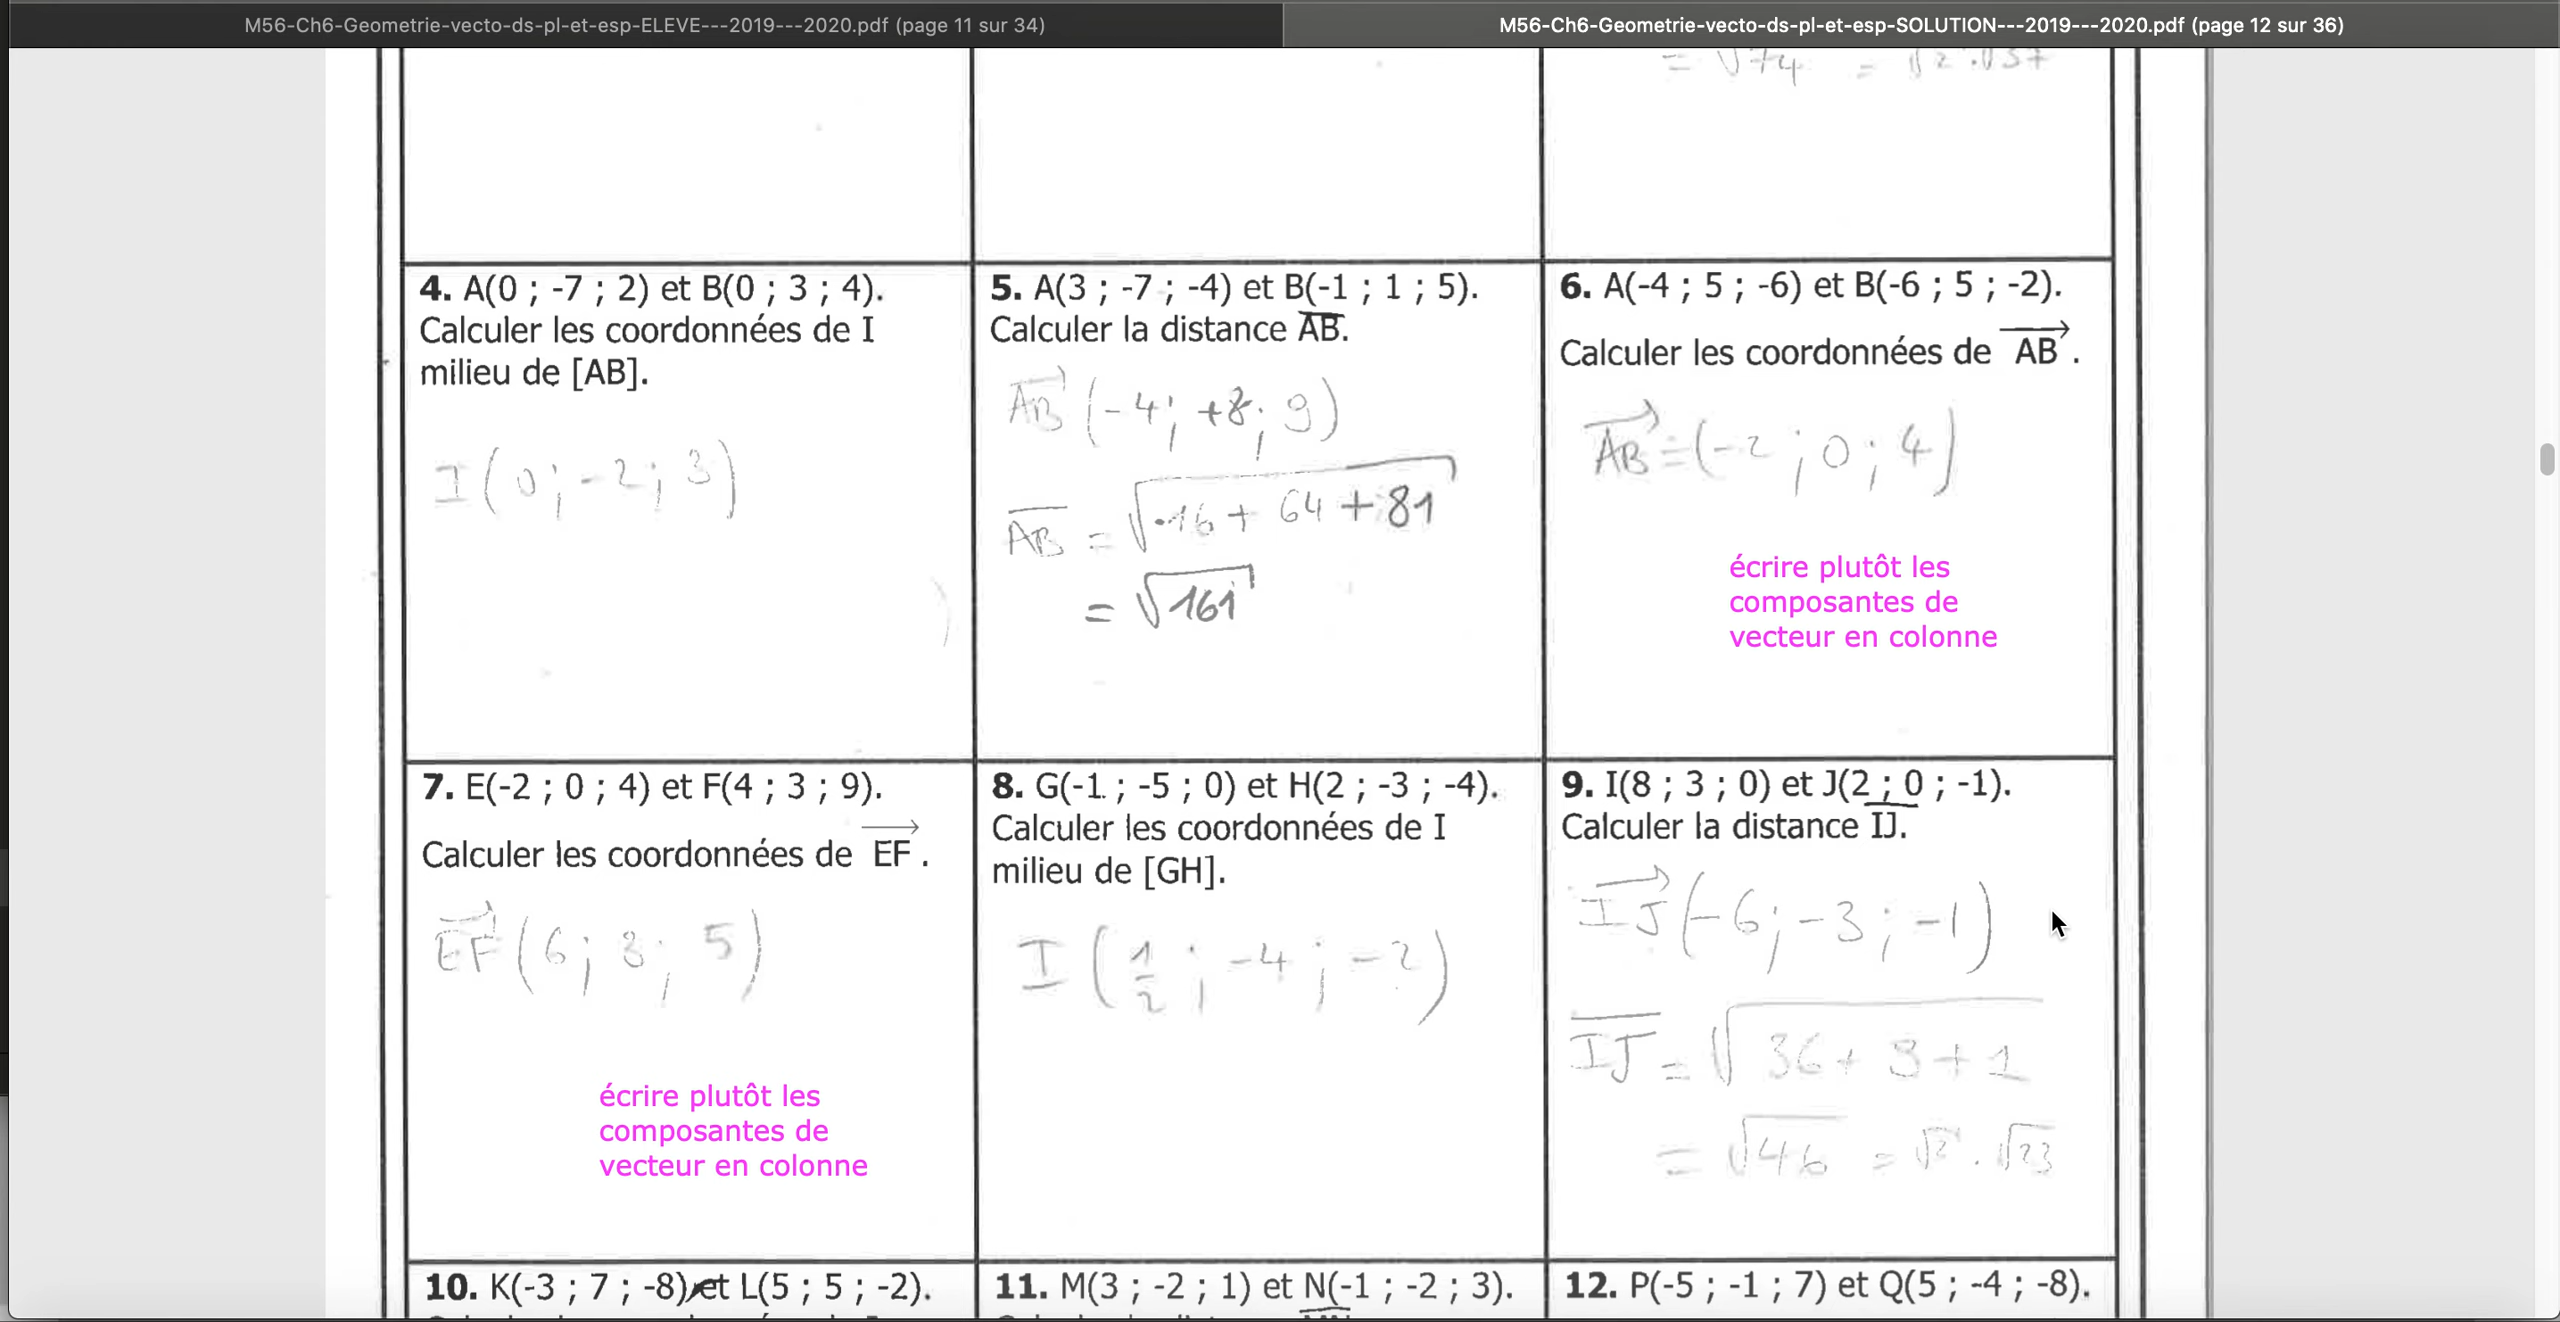 M56-Ch6-Geometrie-vecto-ds-pl-et-esp-ELEVE---2019---2020.pdf (page 11 sur 34)
M56-Ch6-Geometrie-vecto-ds-pl-et-esp-SOLUTION---2019---2020.pdf (page 12 sur 36)
= √74 = √2 · √37
4. A(0 ; -7 ; 2) et B(0 ; 3 ; 4).
Calculer les coordonnées de I
milieu de [AB].
I (0 ; -2 ; 3)
5. A(3 ; -7 ; -4) et B(-1 ; 1 ; 5).
Calculer la distance AB.
AB (-4 ; +8 ; 9)
AB = √16 + 64 + 81
= √161
6. A(-4 ; 5 ; -6) et B(-6 ; 5 ; -2).
Calculer les coordonnées de AB .
AB = (-2 ; 0 ; 4)
écrire plutôt les
composantes de
vecteur en colonne
7. E(-2 ; 0 ; 4) et F(4 ; 3 ; 9).
Calculer les coordonnées de EF .
EF (6 ; 3 ; 5)
écrire plutôt les
composantes de
vecteur en colonne
8. G(-1 ; -5 ; 0) et H(2 ; -3 ; -4).
Calculer les coordonnées de I
milieu de [GH].
I (1/2 ; -4 ; -2)
9. I(8 ; 3 ; 0) et J(2 ; 0 ; -1).
Calculer la distance IJ.
IJ (-6 ; -3 ; -1)
IJ = √36 + 9 + 1
= √46 = √2 · √23
10. K(-3 ; 7 ; -8) et L(5 ; 5 ; -2).
11. M(3 ; -2 ; 1) et N(-1 ; -2 ; 3).
12. P(-5 ; -1 ; 7) et Q(5 ; -4 ; -8).